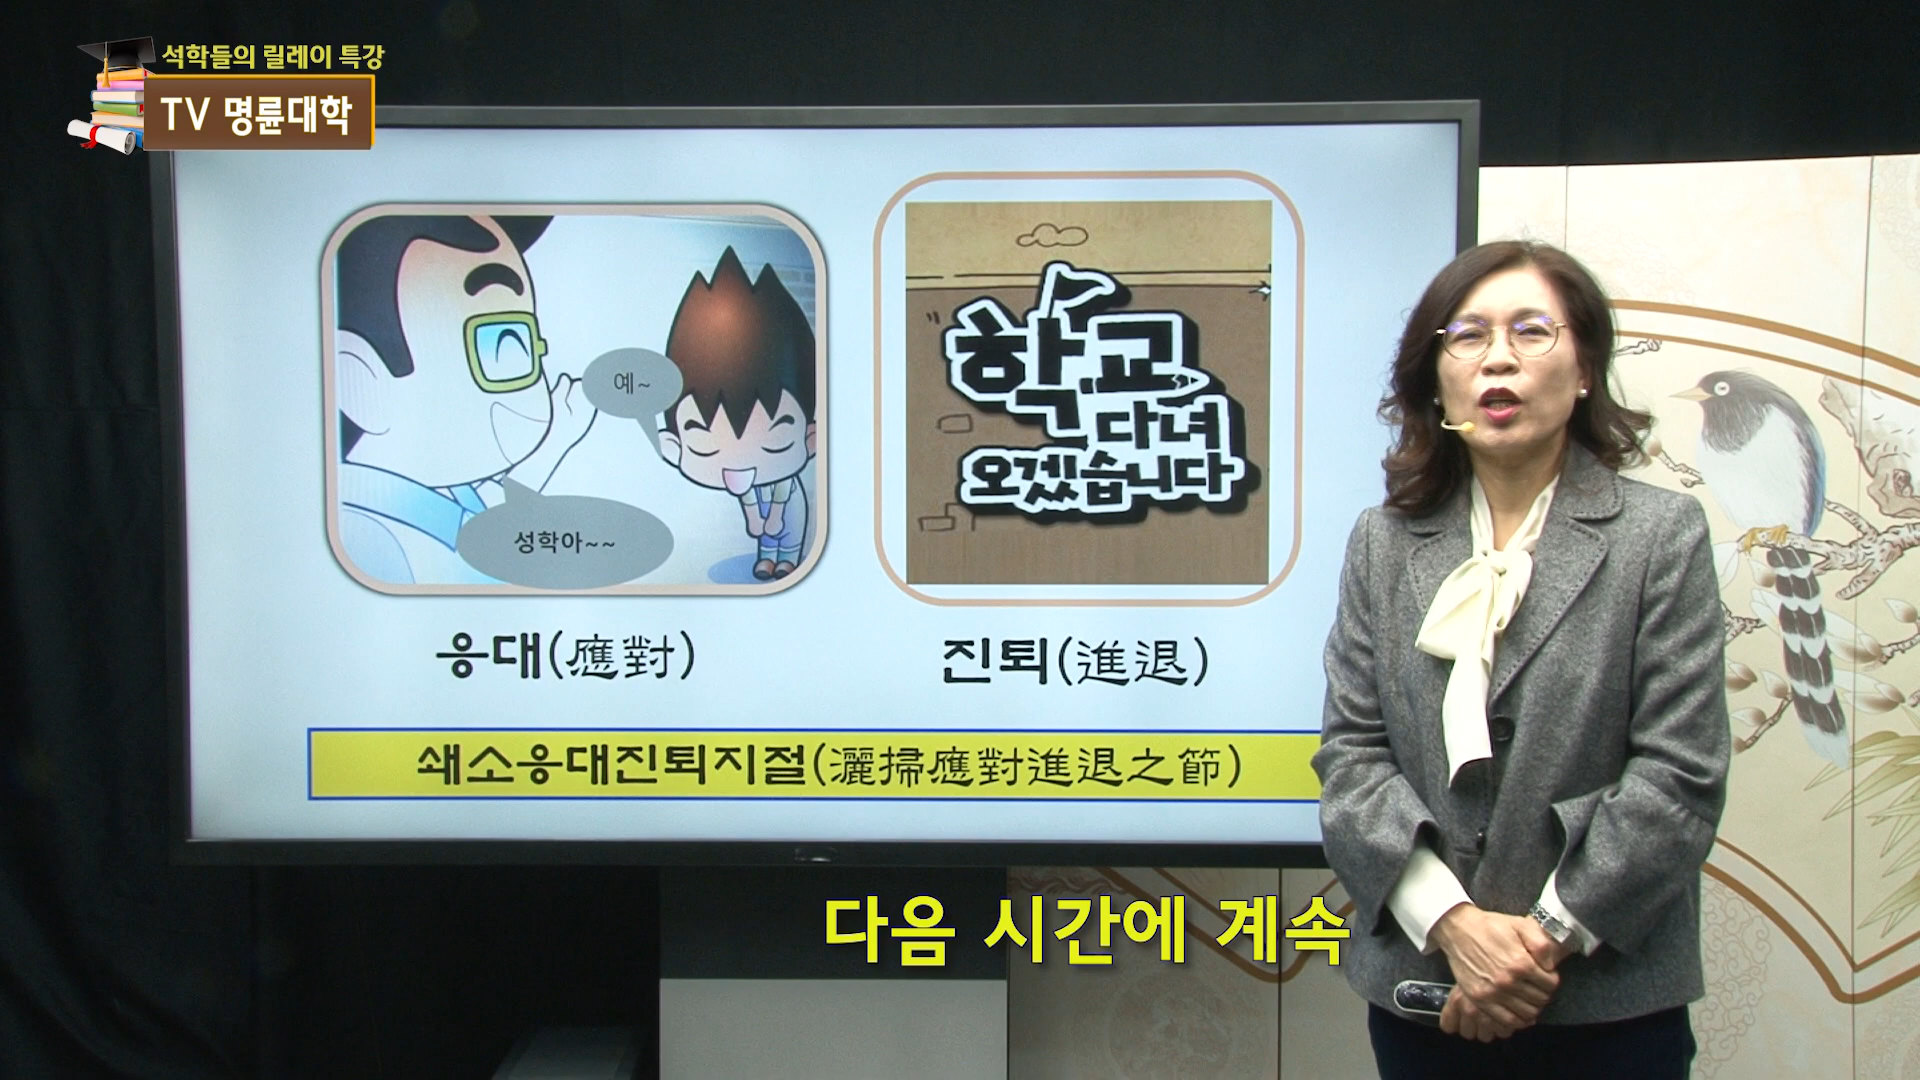 석학들의 릴레이 특강
TV 명륜대학
예~
성학아~~
학교
다녀
오겠습니다
응대(應對)
진퇴(進退)
쇄소응대진퇴지절(灑掃應對進退之節)
다음 시간에 계속